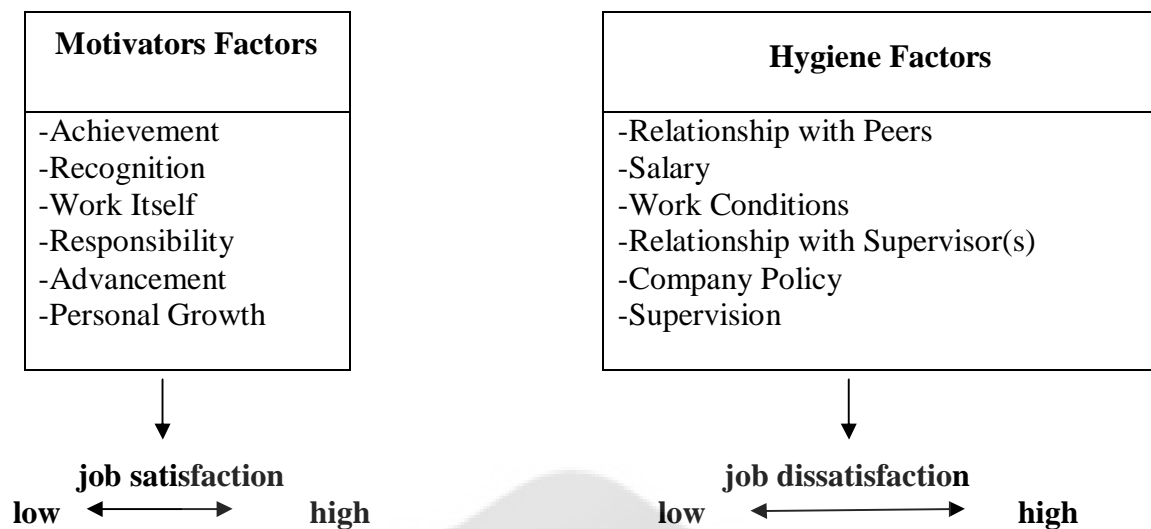 Motivators Factors
-Achievement
-Recognition
-Work Itself
-Responsibility
-Advancement
-Personal Growth
job satisfaction
low high
Hygiene Factors
-Relationship with Peers
-Salary
-Work Conditions
-Relationship with Supervisor(s)
-Company Policy
-Supervision
job dissatisfaction
low high